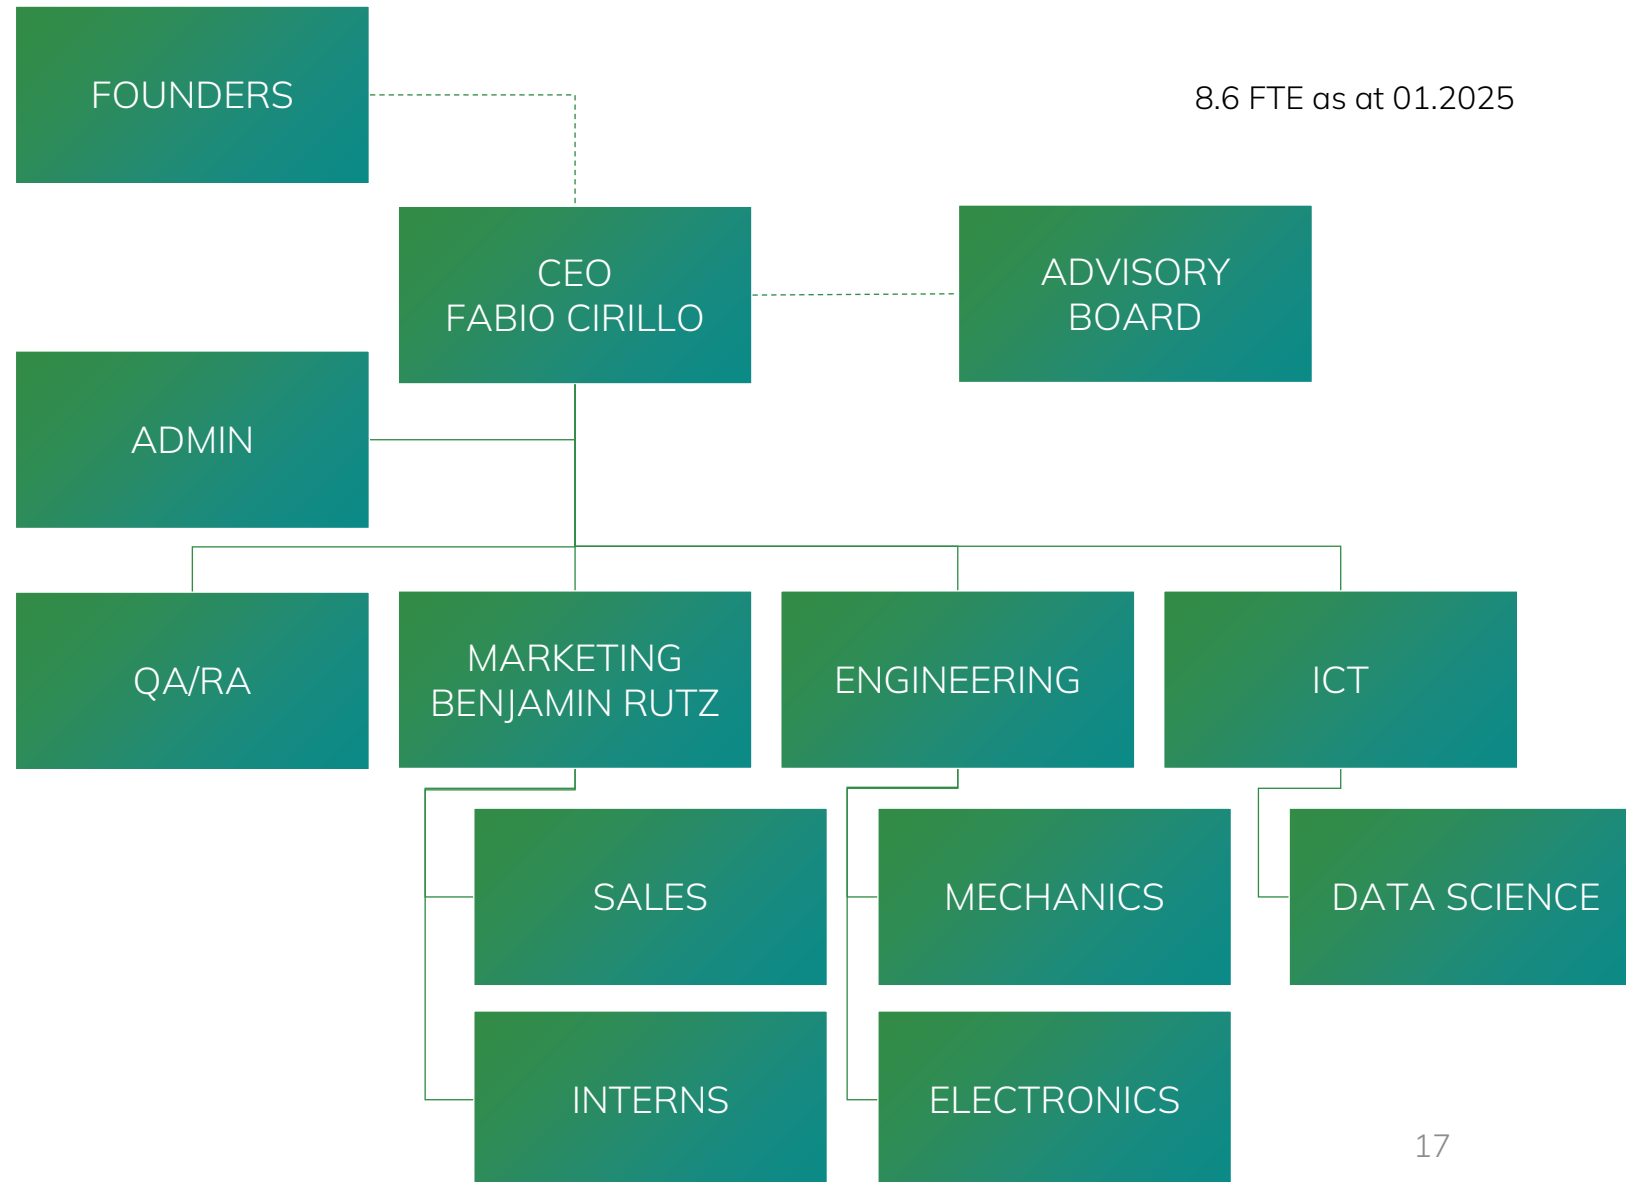 FOUNDERS
8.6 FTE as at 01.2025
CEO
FABIO CIRILLO
ADVISORY
BOARD
ADMIN
QA/RA
MARKETING
BENJAMIN RUTZ
ENGINEERING
ICT
SALES
MECHANICS
DATA SCIENCE
INTERNS
ELECTRONICS
17